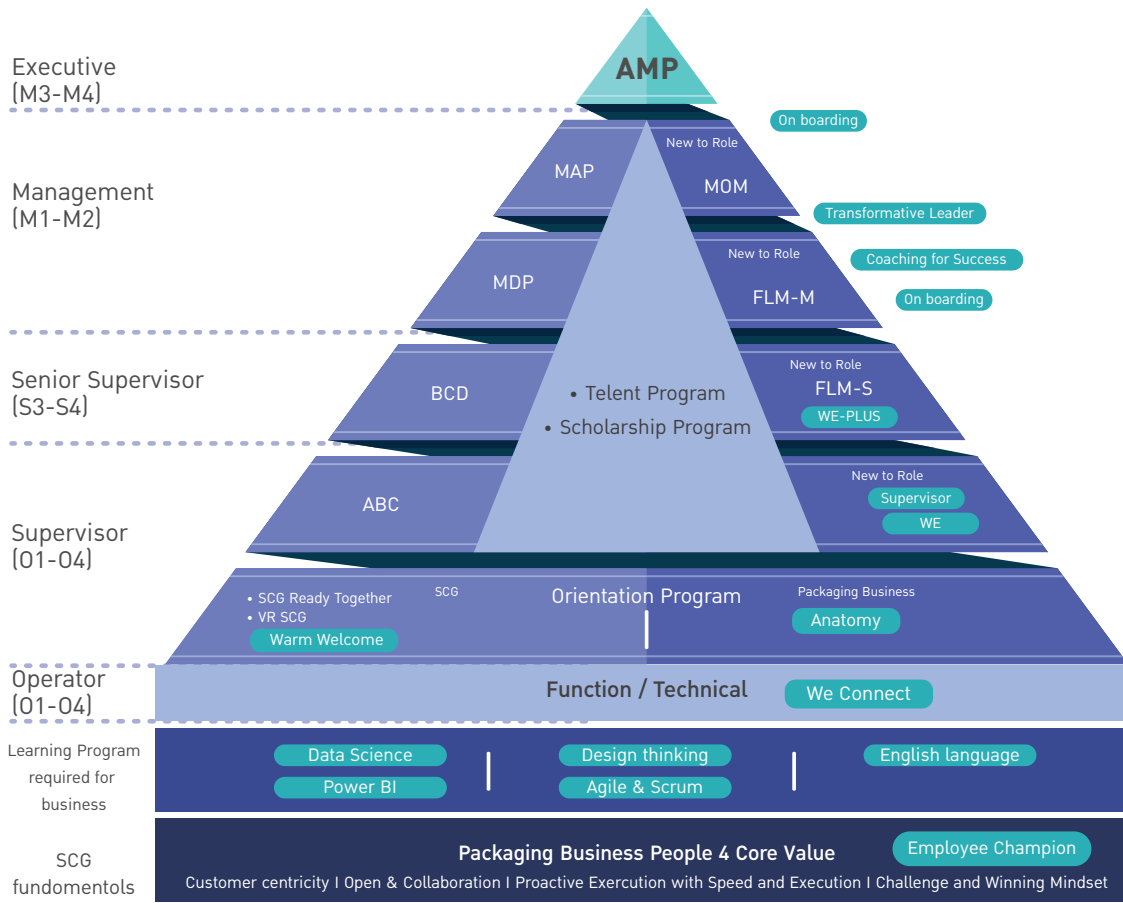 AMP
Executive
(M3-M4)
On boarding
New to Role
MAP
MOM
Management
(M1-M2)
Transformative Leader
New to Role
Coaching for Success
MDP
FLM-M
On boarding
New to Role
Senior Supervisor
(S3-S4)
BCD
FLM-S
WE-PLUS
• Telent Program
• Scholarship Program
New to Role
ABC
Supervisor
WE
Supervisor
(O1-O4)
• SCG Ready Together
• VR SCG
Warm Welcome
SCG
Orientation Program
Packaging Business
Anatomy
Operator
(O1-O4)
Function / Technical
We Connect
Learning Program
required for
business
Data Science
Power BI
Design thinking
Agile & Scrum
English language
SCG
fundomentols
Packaging Business People 4 Core Value
Employee Champion
Customer centricity I Open & Collaboration I Proactive Exercution with Speed and Execution I Challenge and Winning Mindset